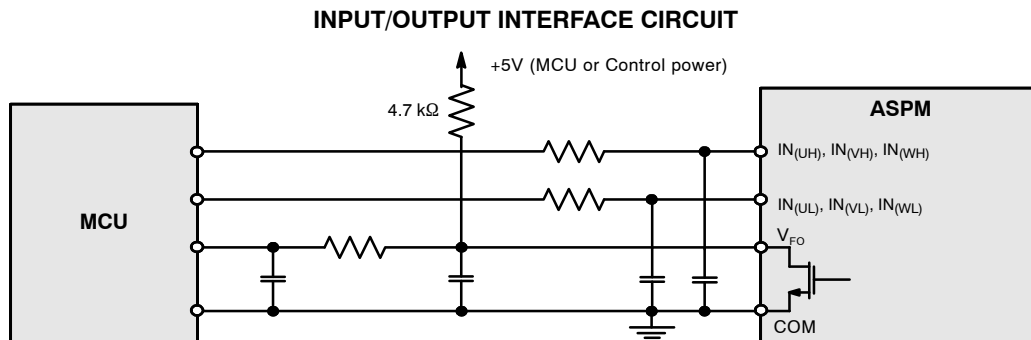 INPUT/OUTPUT INTERFACE CIRCUIT
+5V (MCU or Control power)
4.7 kΩ
ASPM
IN(UH), IN(VH), IN(WH)
IN(UL), IN(VL), IN(WL)
MCU
VFO
COM